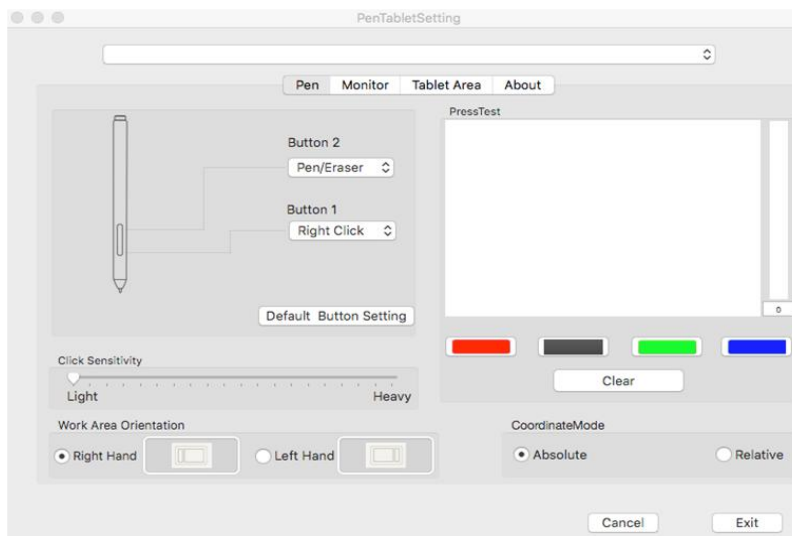 PenTabletSetting
Pen Monitor Tablet Area About
Button 2
Pen/Eraser
Button 1
Right Click
Default Button Setting
PressTest
0
Clear
Click Sensitivity
Light Heavy
Work Area Orientation
Right Hand Left Hand
CoordinateMode
Absolute Relative
Cancel Exit